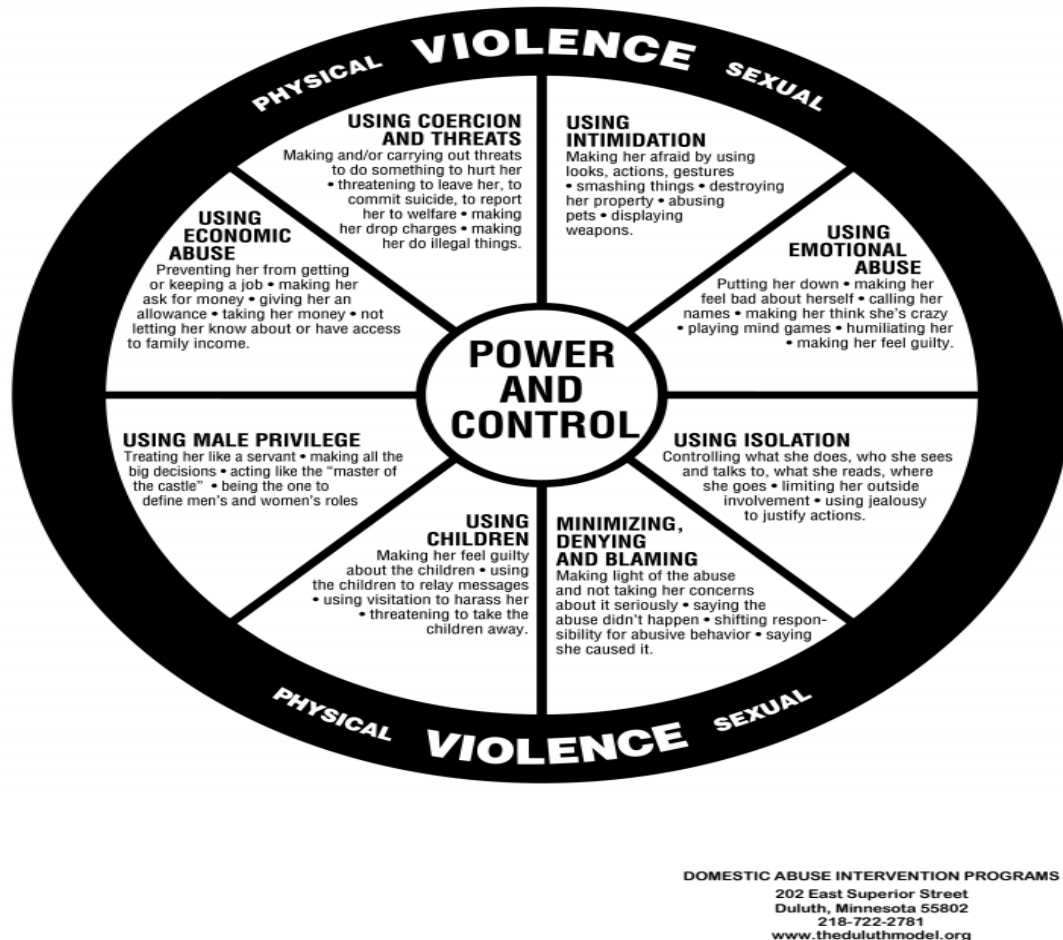 PHYSICAL VIOLENCE SEXUAL
USING COERCION
AND THREATS
Making and/or carrying out threats
to do something to hurt her
• threatening to leave her, to
commit suicide, to report
her to welfare • making
her drop charges • making
her do illegal things.
USING
INTIMIDATION
Making her afraid by using
looks, actions, gestures
• smashing things • destroying
her property • abusing
pets • displaying
weapons.
USING
ECONOMIC
ABUSE
Preventing her from getting
or keeping a job • making her
ask for money • giving her an
allowance • taking her money • not
letting her know about or have access
to family income.
USING
EMOTIONAL
ABUSE
Putting her down • making her
feel bad about herself • calling her
names • making her think she's crazy
• playing mind games • humiliating her
• making her feel guilty.
POWER
AND
CONTROL
USING MALE PRIVILEGE
Treating her like a servant • making all the
big decisions • acting like the “master of
the castle” • being the one to
define men's and women's roles
USING ISOLATION
Controlling what she does, who she sees
and talks to, what she reads, where
she goes • limiting her outside
involvement • using jealousy
to justify actions.
USING
CHILDREN
Making her feel guilty
about the children • using
the children to relay messages
• using visitation to harass her
• threatening to take the
children away.
MINIMIZING,
DENYING
AND BLAMING
Making light of the abuse
and not taking her concerns
about it seriously • saying the
abuse didn't happen • shifting respon-
sibility for abusive behavior • saying
she caused it.
PHYSICAL VIOLENCE SEXUAL
DOMESTIC ABUSE INTERVENTION PROGRAMS
202 East Superior Street
Duluth, Minnesota 55802
218-722-2781
www.theduluthmodel.org